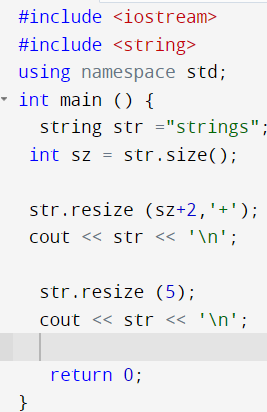 #include <iostream>
#include <string>
using namespace std;
int main () {
  string str ="strings";
 int sz = str.size();

 str.resize (sz+2,'+');
 cout << str << '\n';

  str.resize (5);
  cout << str << '\n';

   return 0;
}